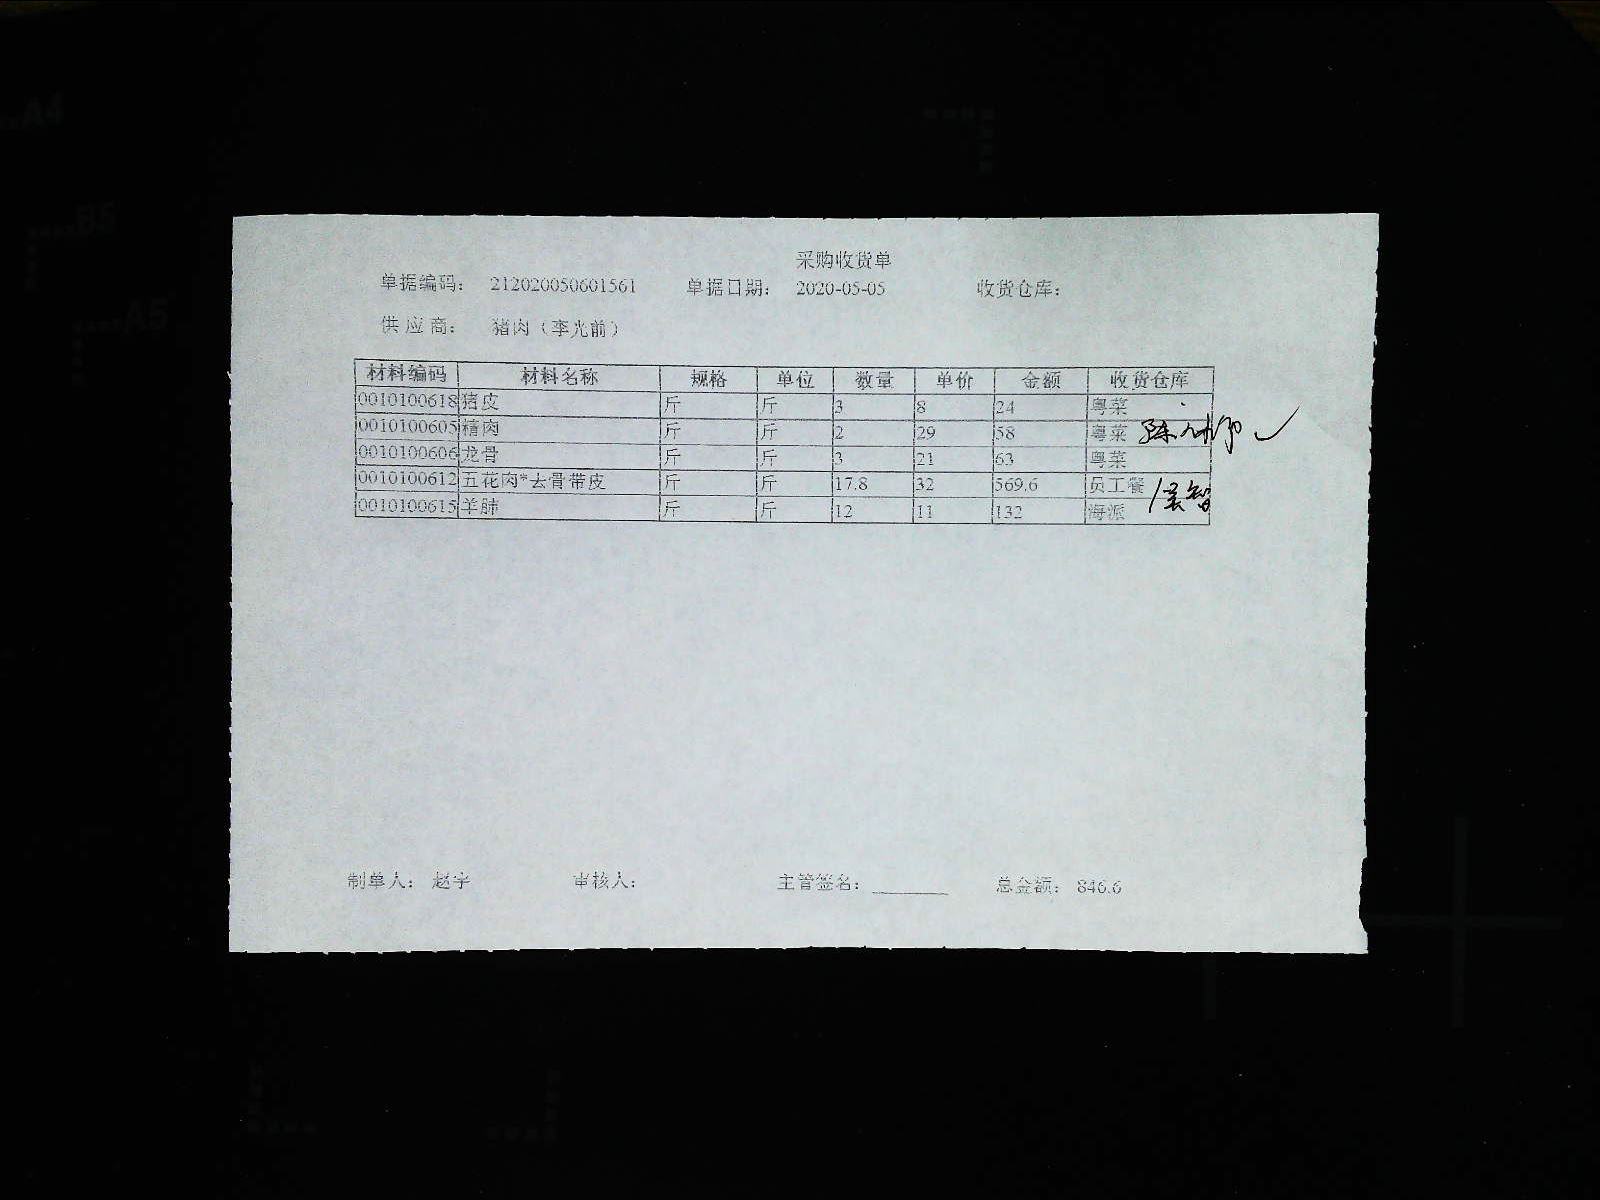 采购收货单
单据编码： 212020050601561 单据日期： 2020-05-05 收货仓库：
供 应 商： 猪肉（李光前）
材料编码 材料名称 规格 单位 数量 单价 金额 收货仓库
0010100618 猪皮 斤 斤 3 8 24 粤菜
0010100605 精肉 斤 斤 2 29 58 粤菜
0010100606 龙骨 斤 斤 3 21 63 粤菜
0010100612 五花肉*去骨带皮 斤 斤 17.8 32 569.6 员工餐
0010100615 羊肺 斤 斤 12 11 132 海派
制单人： 赵宇 审核人： 主管签名： 总金额： 846.6
A4
B5
A5